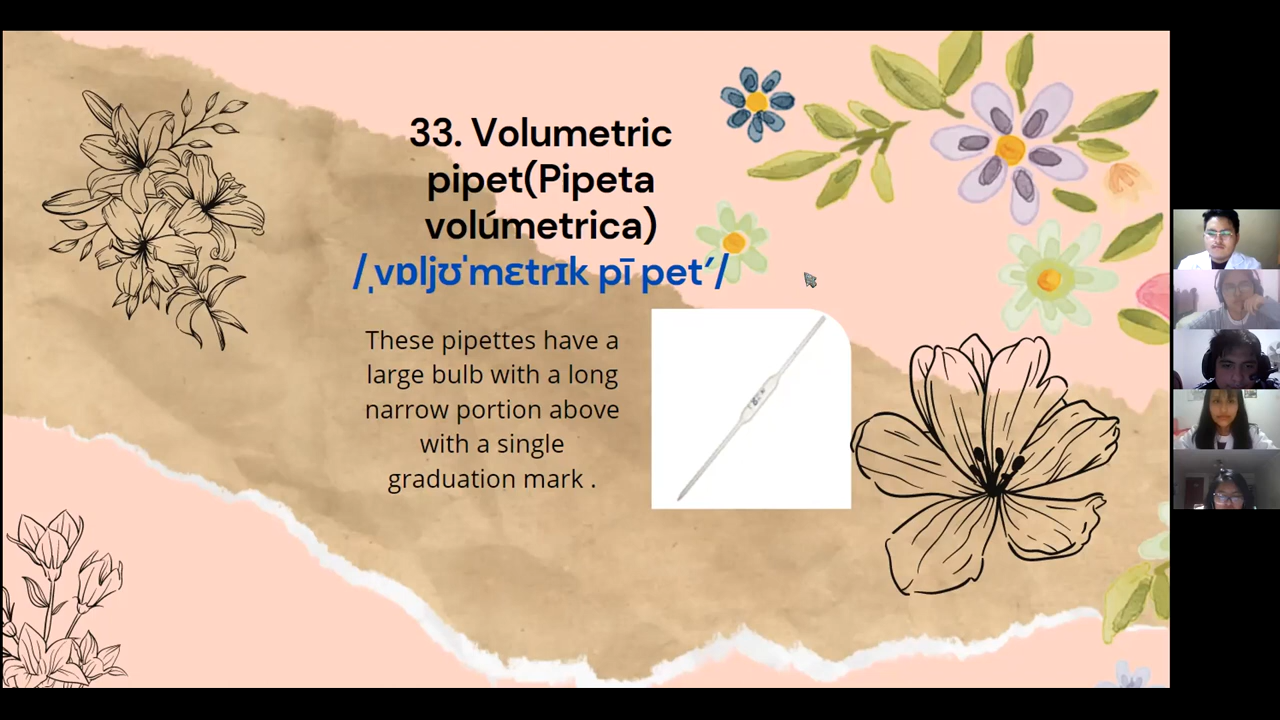 33. Volumetric
pipet(Pipeta
volúmetrica)
/ˌvɒljʊˈmɛtrɪk pī pet′/
These pipettes have a
large bulb with a long
narrow portion above
with a single
graduation mark .